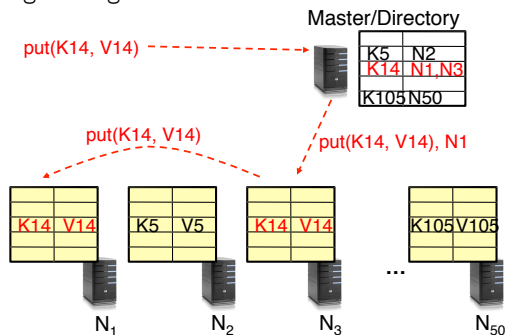 Master/Directory
put(K14, V14)
K5 N2
K14 N1,N3
K105 N50
put(K14, V14)
put(K14, V14), N1
K14 V14
K5 V5
K14 V14
K105 V105
...
N1
N2
N3
N50